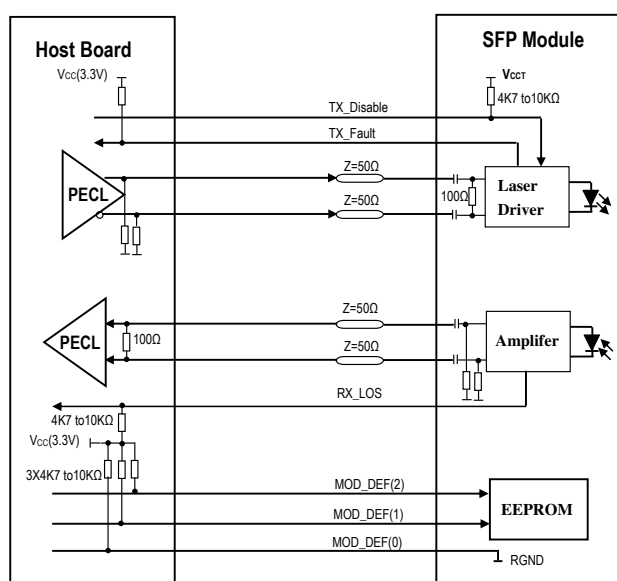 Host Board
SFP Module
Vcc(3.3V)
VCCT
4K7 to10KΩ
TX_Disable
TX_Fault
PECL
Z=50Ω
Z=50Ω
100Ω
Laser
Driver
PECL
100Ω
Z=50Ω
Z=50Ω
Amplifer
RX_LOS
4K7 to10KΩ
Vcc(3.3V)
3X4K7 to10KΩ
MOD_DEF(2)
MOD_DEF(1)
MOD_DEF(0)
EEPROM
RGND